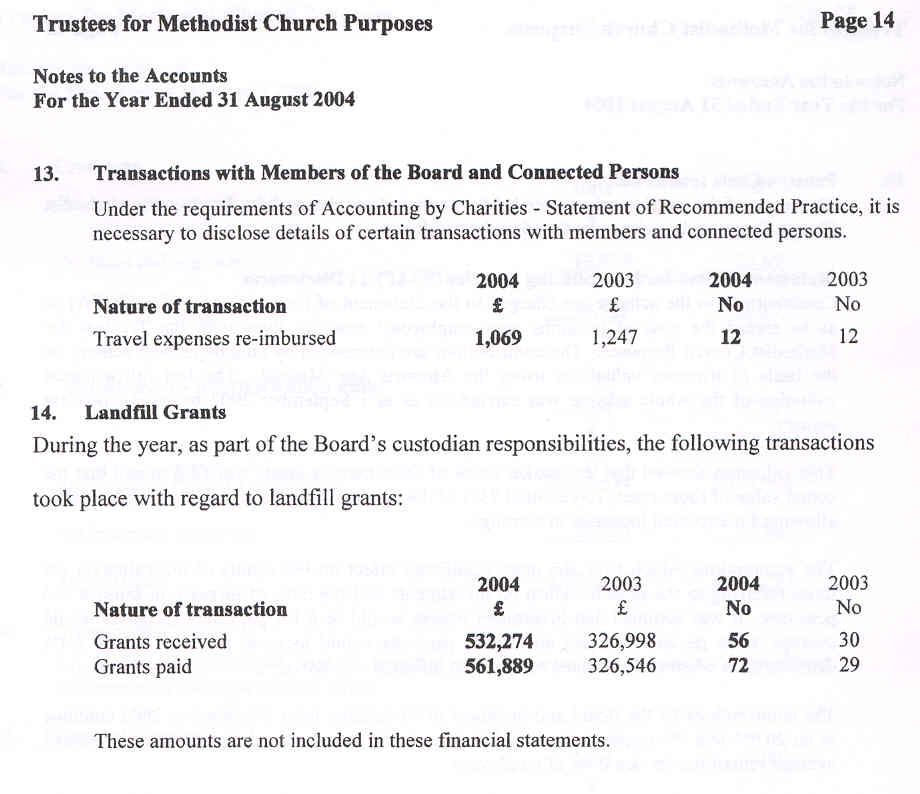 Trustees for Methodist Church Purposes Page 14
Notes to the Accounts
For the Year Ended 31 August 2004
13. Transactions with Members of the Board and Connected Persons
Under the requirements of Accounting by Charities - Statement of Recommended Practice, it is
necessary to disclose details of certain transactions with members and connected persons.
2004 2003 2004 2003
Nature of transaction £ £ No No
Travel expenses re-imbursed 1,069 1,247 12 12
14. Landfill Grants
During the year, as part of the Board's custodian responsibilities, the following transactions
took place with regard to landfill grants:
2004 2003 2004 2003
Nature of transaction £ £ No No
Grants received 532,274 326,998 56 30
Grants paid 561,889 326,546 72 29
These amounts are not included in these financial statements.